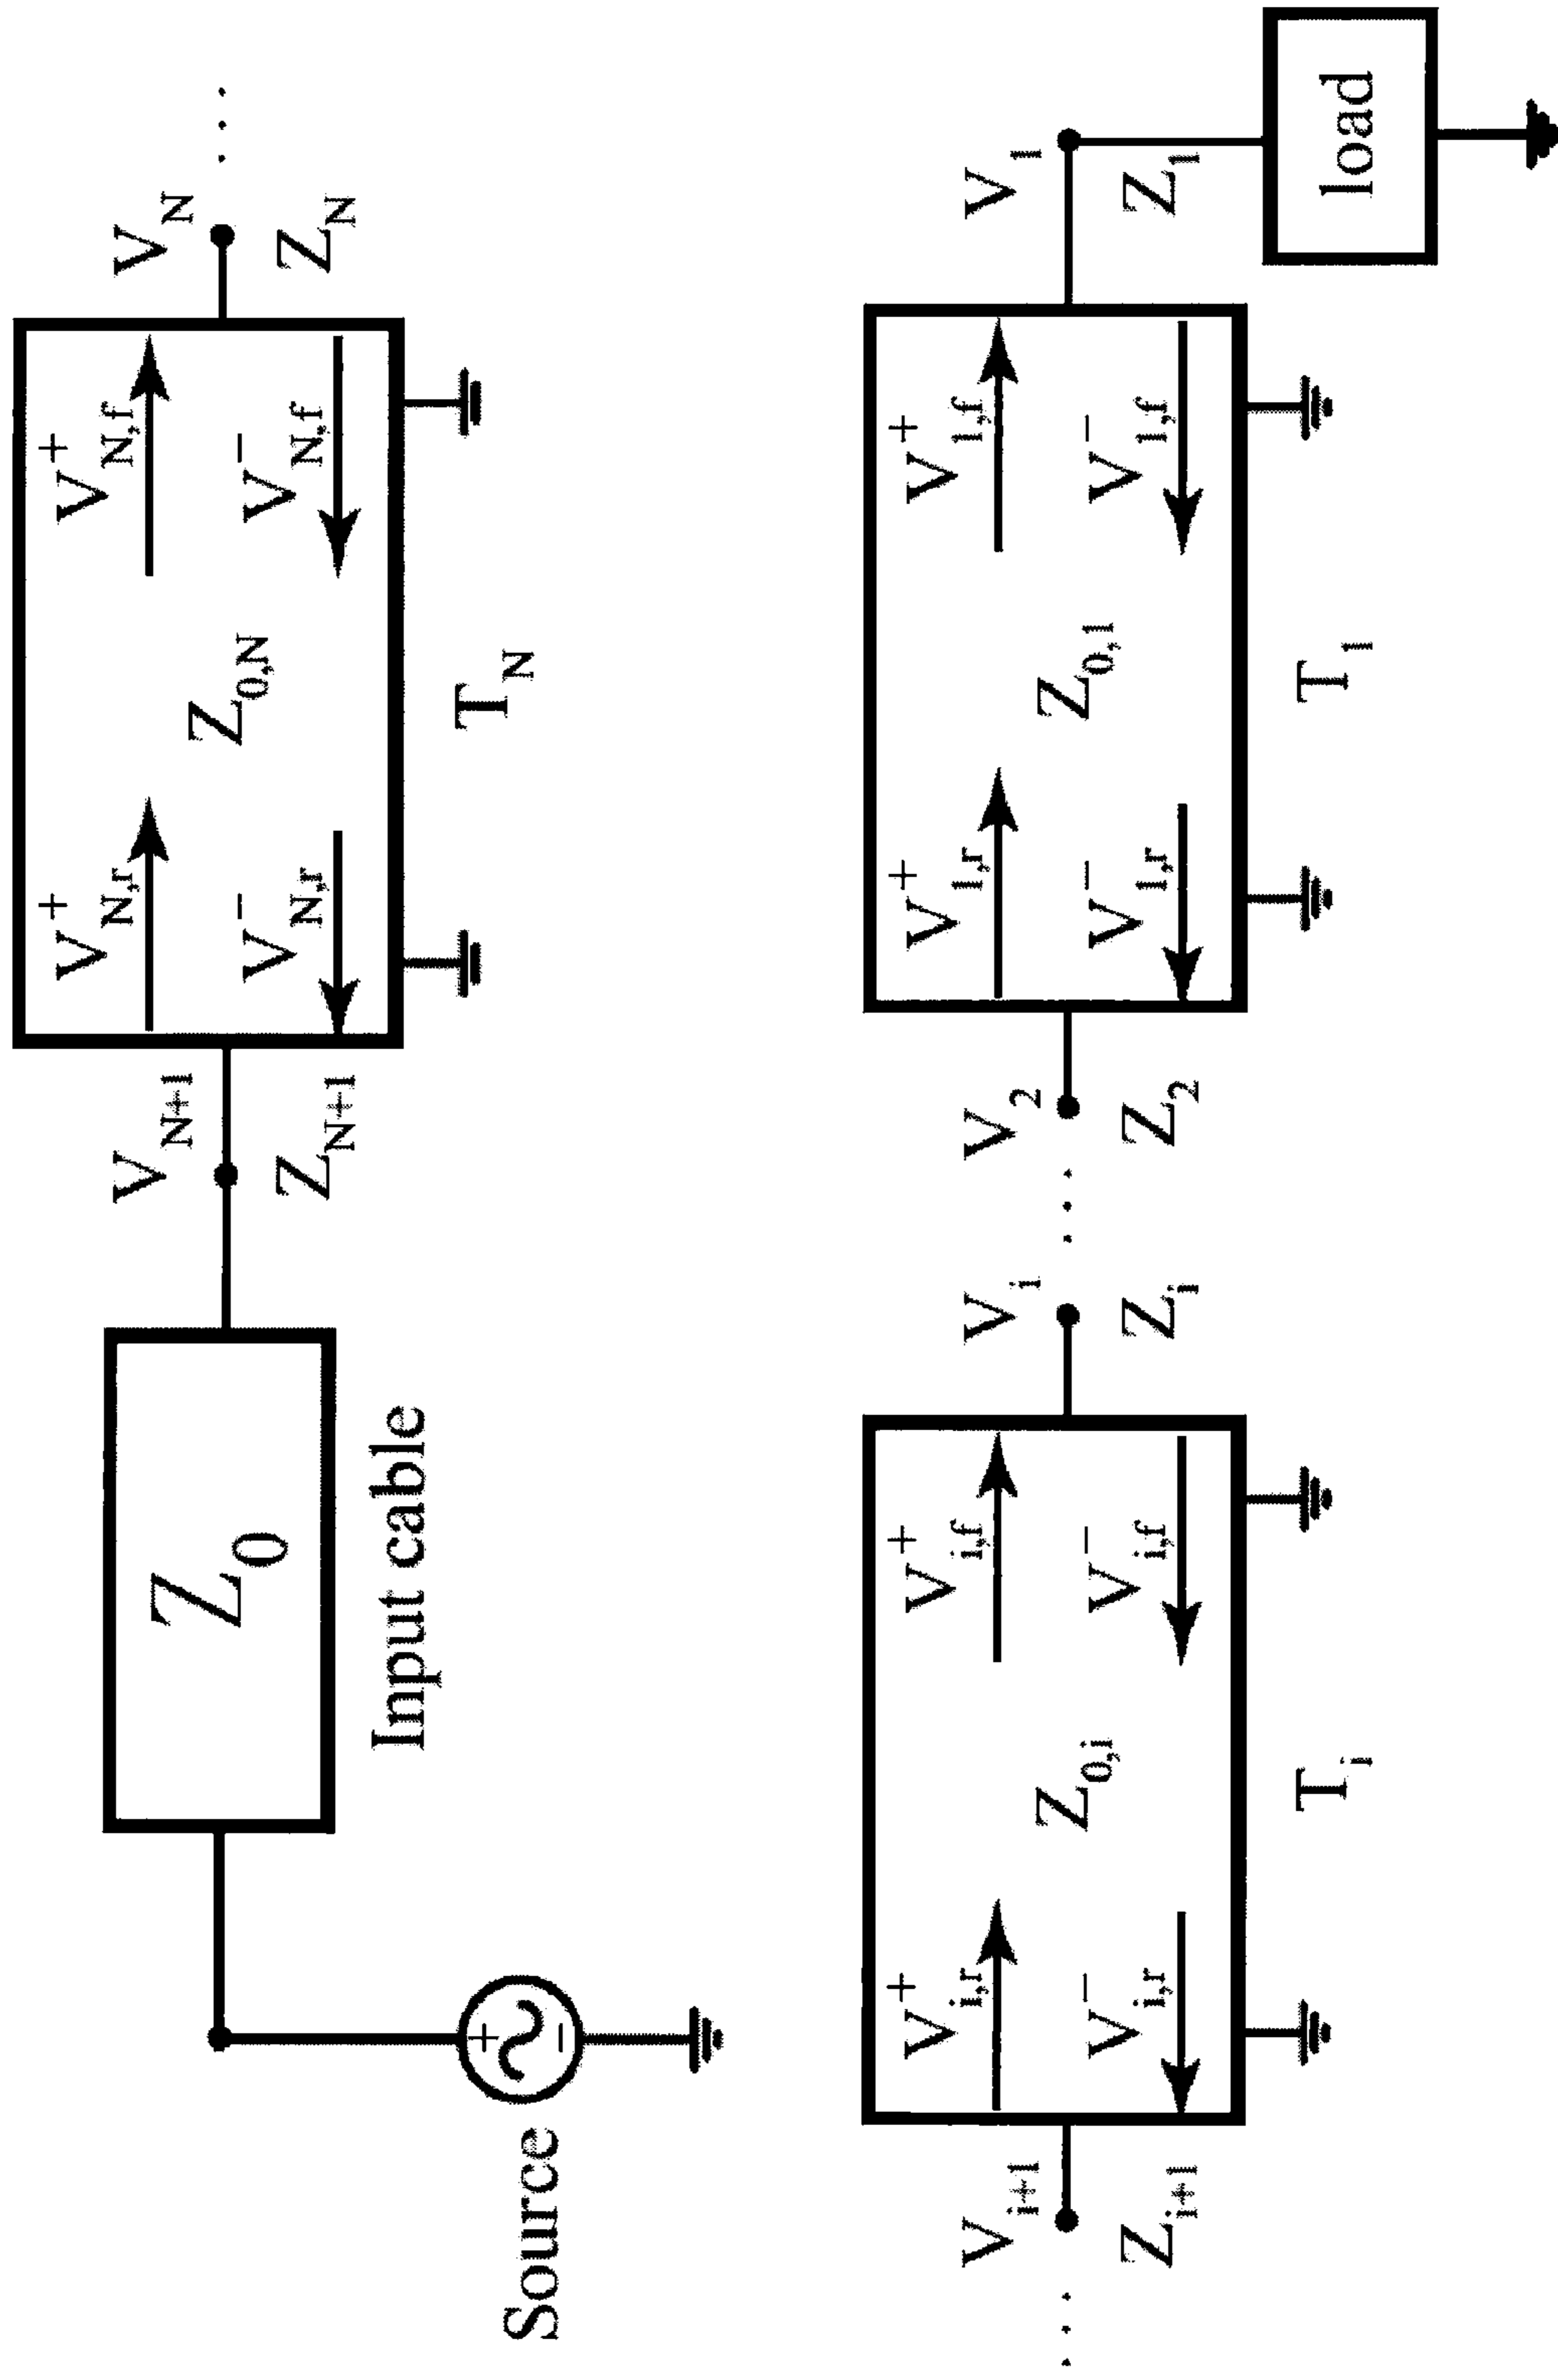 Source
+
−
Z0
Input cable
VN+1
ZN+1
V+N,r
V−N,r
Z0,N
TN
V+N,f
V−N,f
VN
ZN
...
...
Vi+1
Zi+1
V+i,r
V−i,r
Z0,i
Ti
V+i,f
V−i,f
Vi
Zi
...
V2
Z2
V+1,r
V−1,r
Z0,1
T1
V+1,f
V−1,f
V1
Z1
load